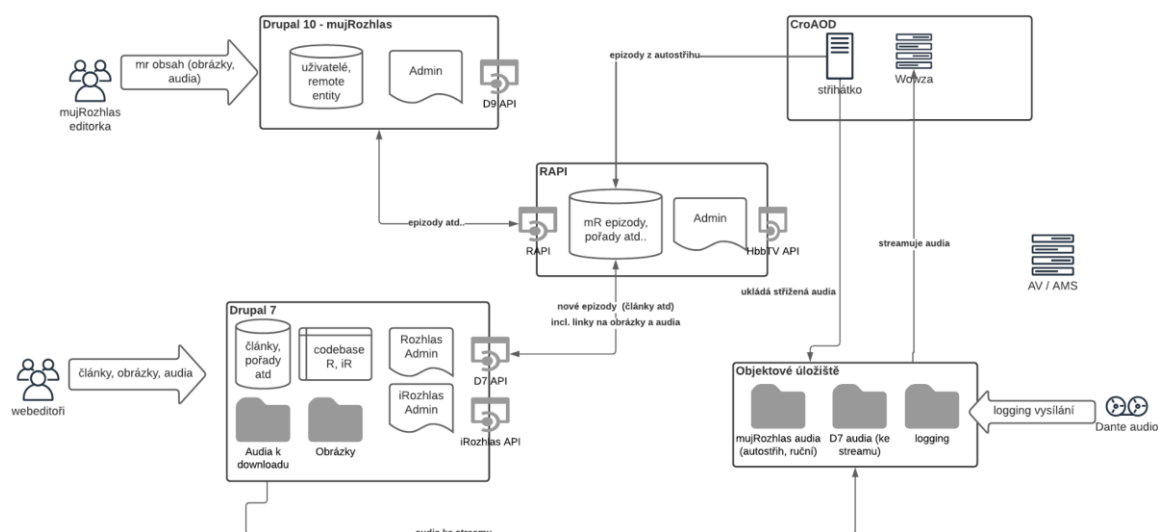 Drupal 10 - mujRozhlas
mr obsah (obrázky,
audia)
mujRozhlas
editorka
uživatelé,
remote
entity
Admin
D9 API
CroAOD
střihátko
Wowza
epizody z autostřihu
RAPI
mR epizody,
pořady atd..
Admin
RAPI
HbbTV API
epizody atd..
streamuje audia
AV / AMS
ukládá střižená audia
nové epizody (články atd)
incl. linky na obrázky a audia
Drupal 7
články,
pořady
atd
codebase
R, iR
Rozhlas
Admin
D7 API
iRozhlas
Admin
iRozhlas API
Audia k
downloadu
Obrázky
webeditoři
články, obrázky, audia
Objektové úložiště
mujRozhlas audia
(autostřih, ruční)
D7 audia (ke
streamu)
logging
logging vysílání
Dante audio
audia ke streamu